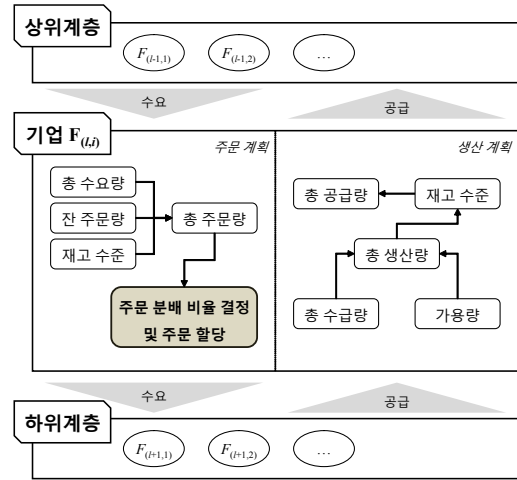 상위계층
F(l-1,1) F(l-1,2) …
수요 공급
기업 F(l,i)
주문 계획
생산 계획
총 수요량
잔 주문량
재고 수준
총 주문량
주문 분배 비율 결정
및 주문 할당
총 공급량
재고 수준
총 생산량
총 수급량
가용량
수요 공급
하위계층
F(l+1,1) F(l+1,2) …